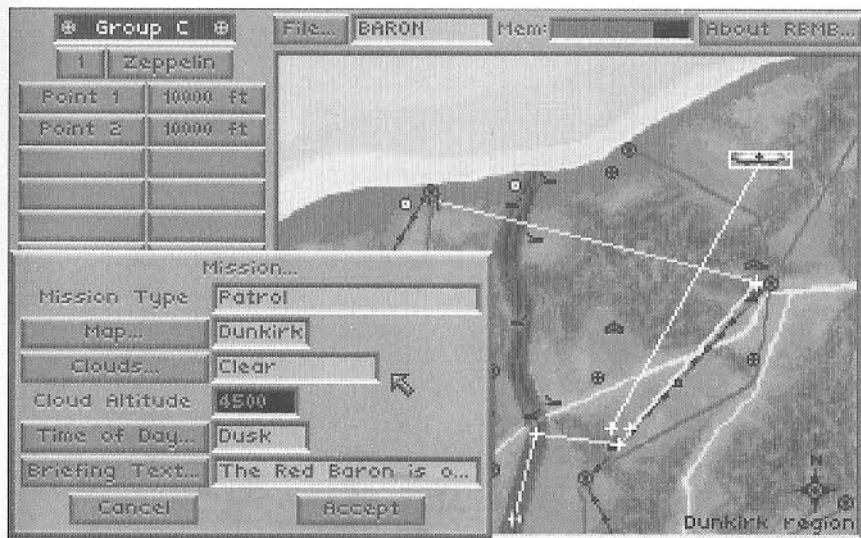 Group C
File... BARON Mem: About RBMB...
1 Zeppelin
Point 1 10000 ft
Point 2 10000 ft
Mission...
Mission Type Patrol
Map... Dunkirk
Clouds... Clear
Cloud Altitude 4500
Time of Day... Dusk
Briefing Text... The Red Baron is o...
Cancel Accept
N
Dunkirk region